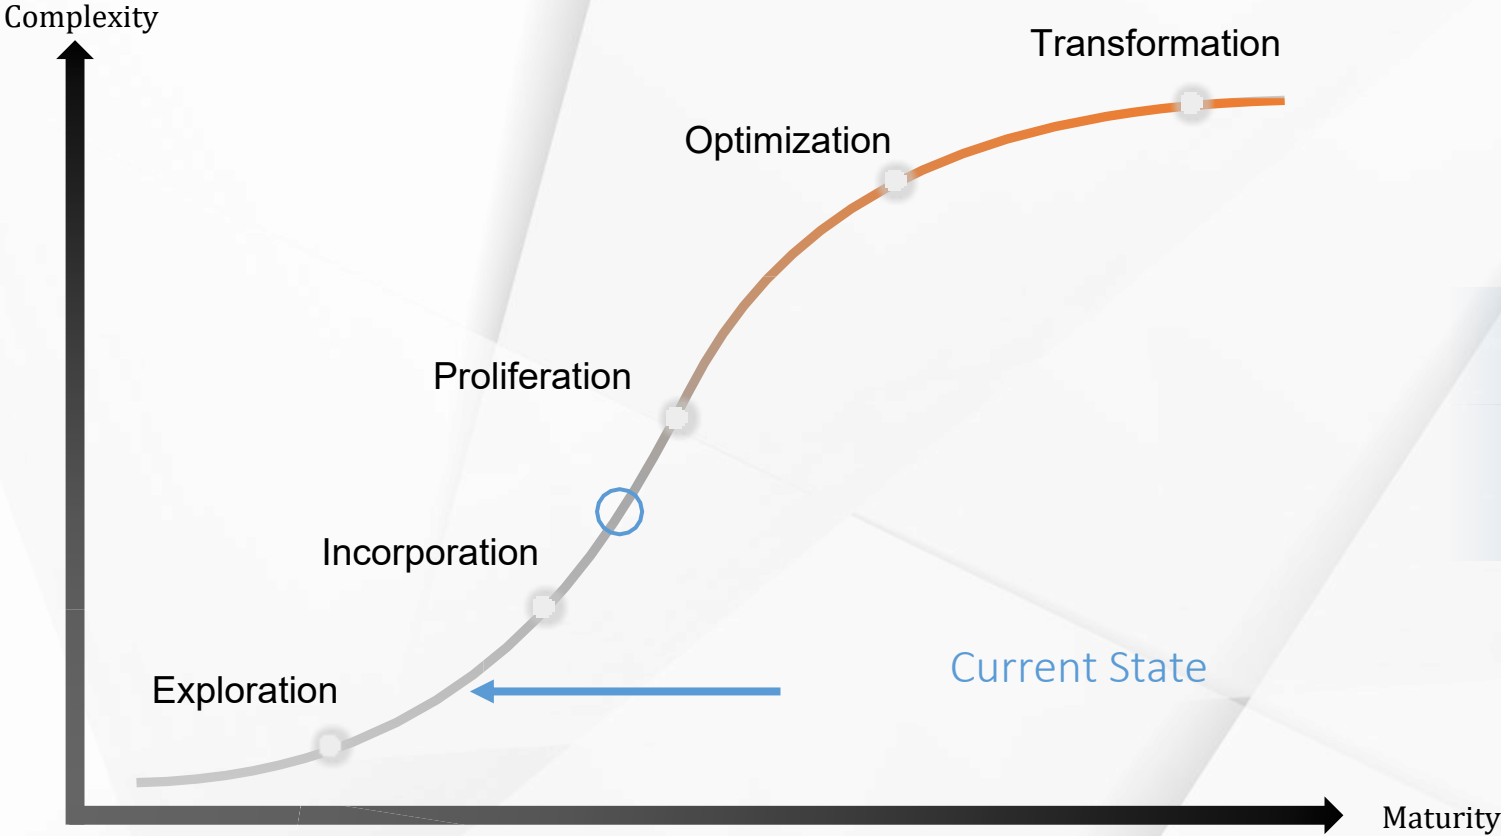 Complexity
Transformation
Optimization
Proliferation
Incorporation
Current State
Exploration
Maturity